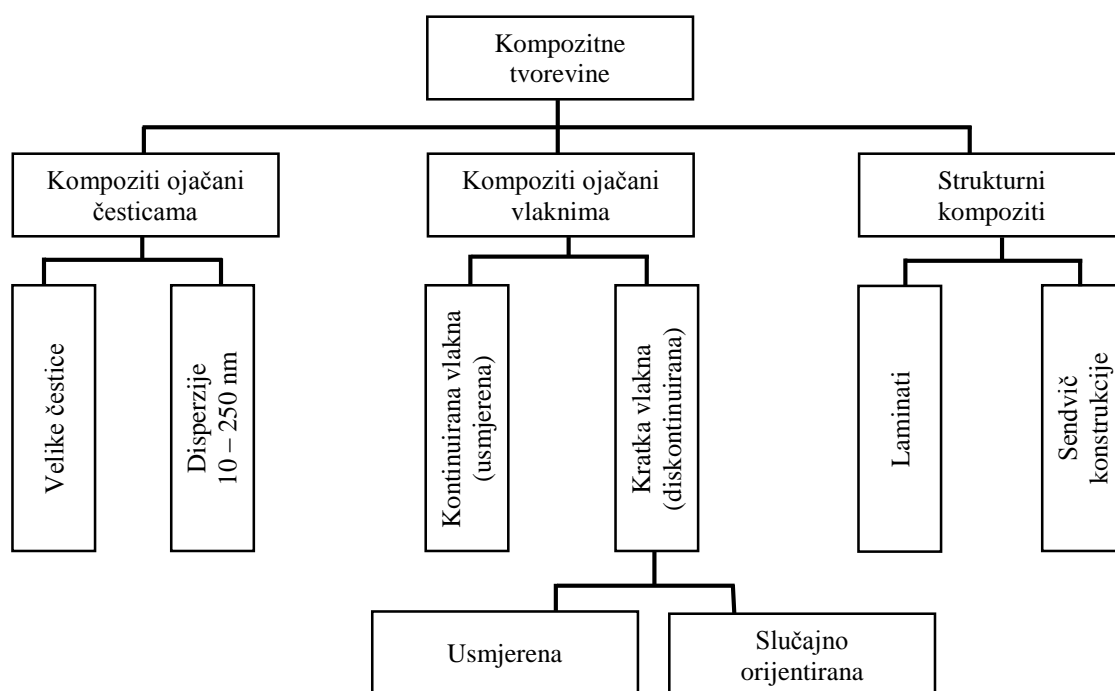 Kompozitne
tvorevine
Kompoziti ojačani
česticama
Kompoziti ojačani
vlaknima
Strukturni
kompoziti
Velike čestice
Disperzije
10 – 250 nm
Kontinuirana vlakna
(usmjerena)
Kratka vlakna
(diskontinuirana)
Laminati
Sendvič
konstrukcije
Usmjerena
Slučajno
orijentirana